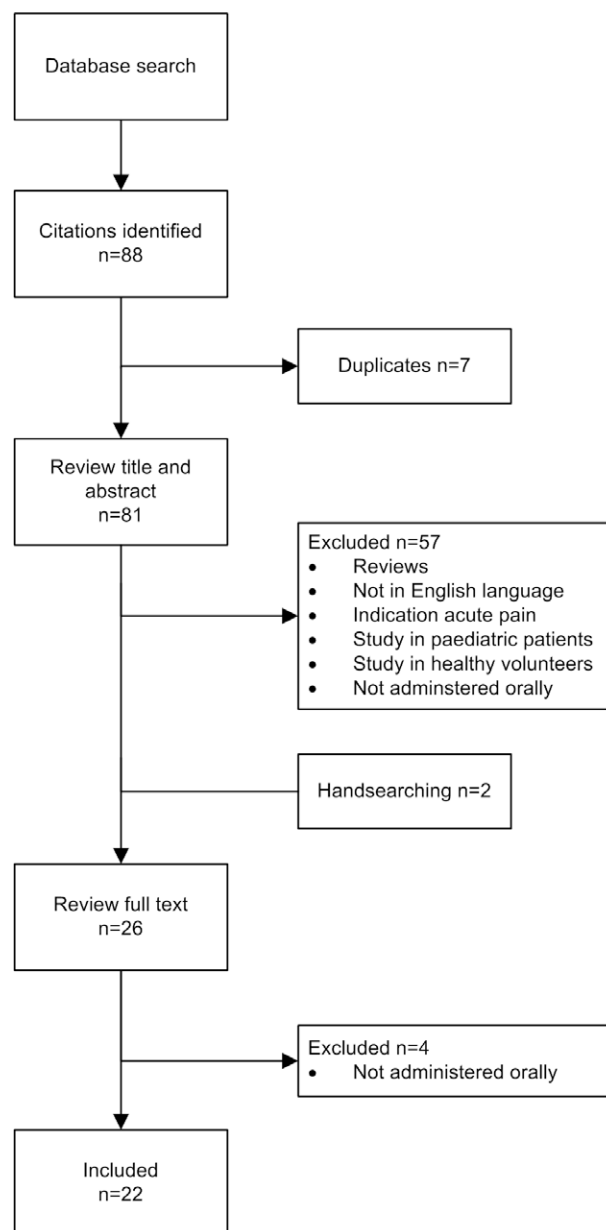 Database search
Citations identified
n=88
Duplicates n=7
Review title and
abstract
n=81
Excluded n=57
• Reviews
• Not in English language
• Indication acute pain
• Study in paediatric patients
• Study in healthy volunteers
• Not adminstered orally
Handsearching n=2
Review full text
n=26
Excluded n=4
• Not administered orally
Included
n=22